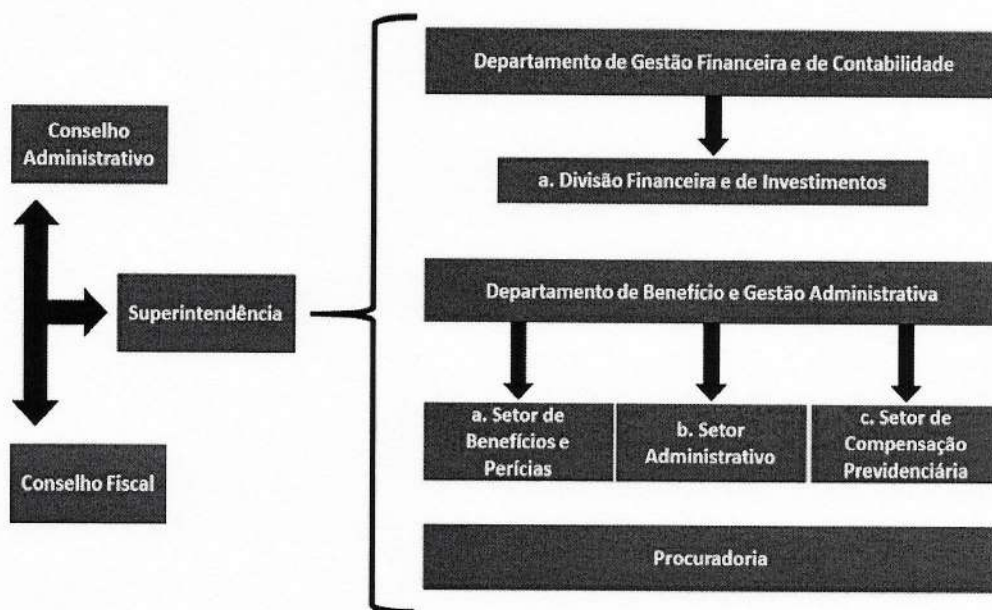 Conselho
Administrativo
Superintendência
Conselho Fiscal
Departamento de Gestão Financeira e de Contabilidade
a. Divisão Financeira e de Investimentos
Departamento de Benefício e Gestão Administrativa
a. Setor de
Benefícios e
Perícias
b. Setor
Administrativo
c. Setor de
Compensação
Previdenciária
Procuradoria